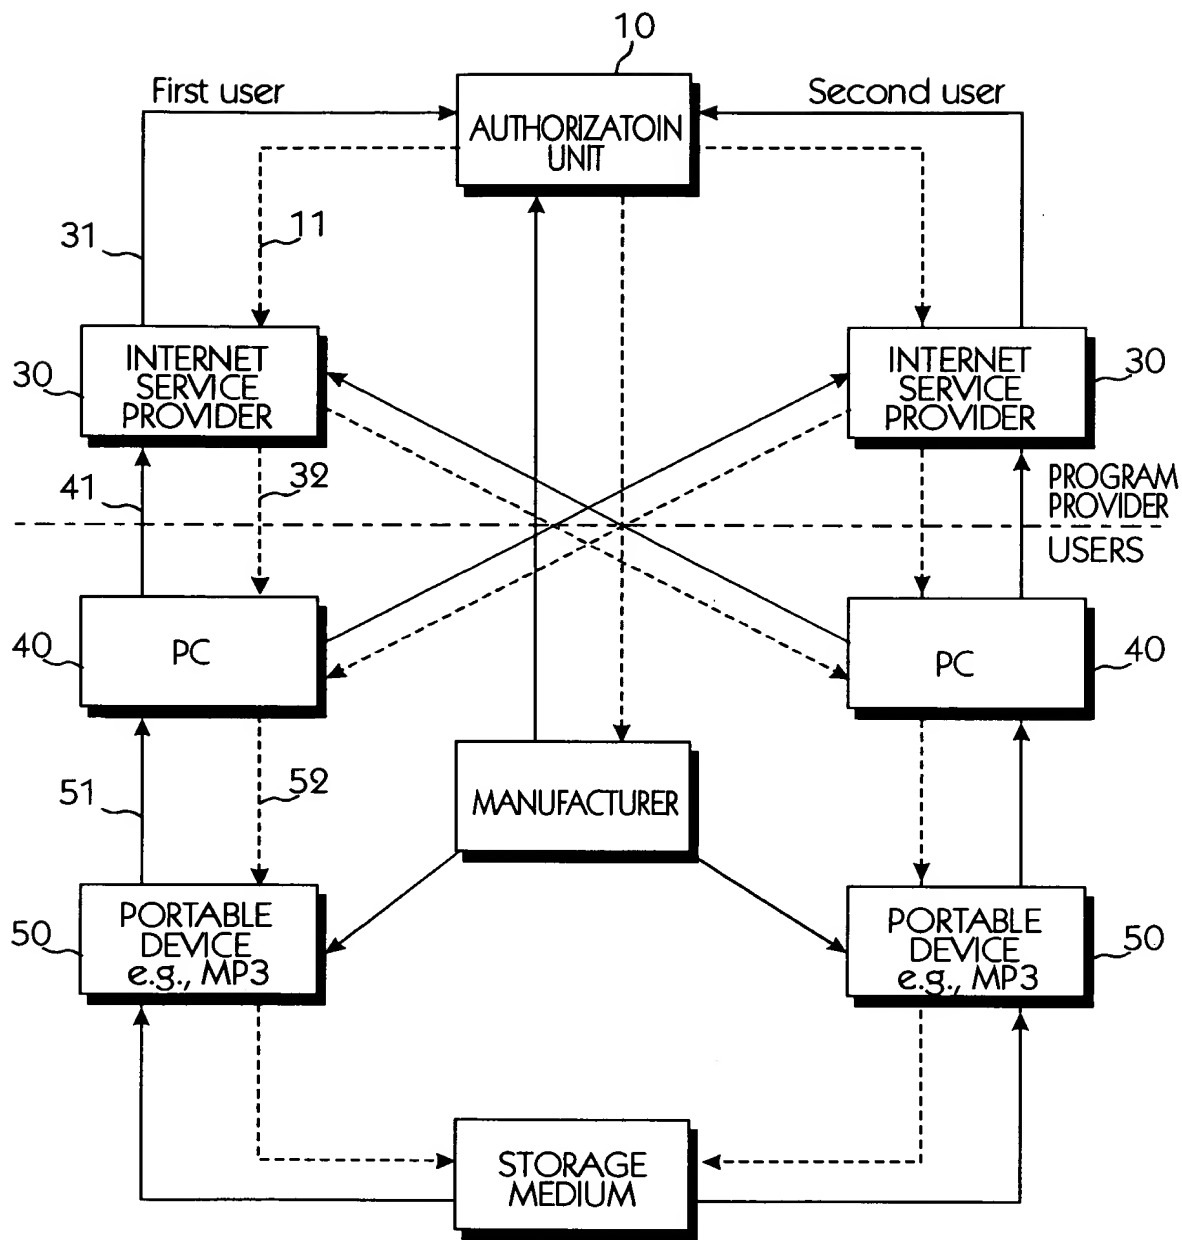 10
First user
Second user
AUTHORIZATOIN
UNIT
31
11
INTERNET
SERVICE
PROVIDER
30
INTERNET
SERVICE
PROVIDER
30
41
32
PROGRAM
PROVIDER
USERS
PC
40
PC
40
51
52
MANUFACTURER
PORTABLE
DEVICE
e.g., MP3
50
PORTABLE
DEVICE
e.g., MP3
50
STORAGE
MEDIUM